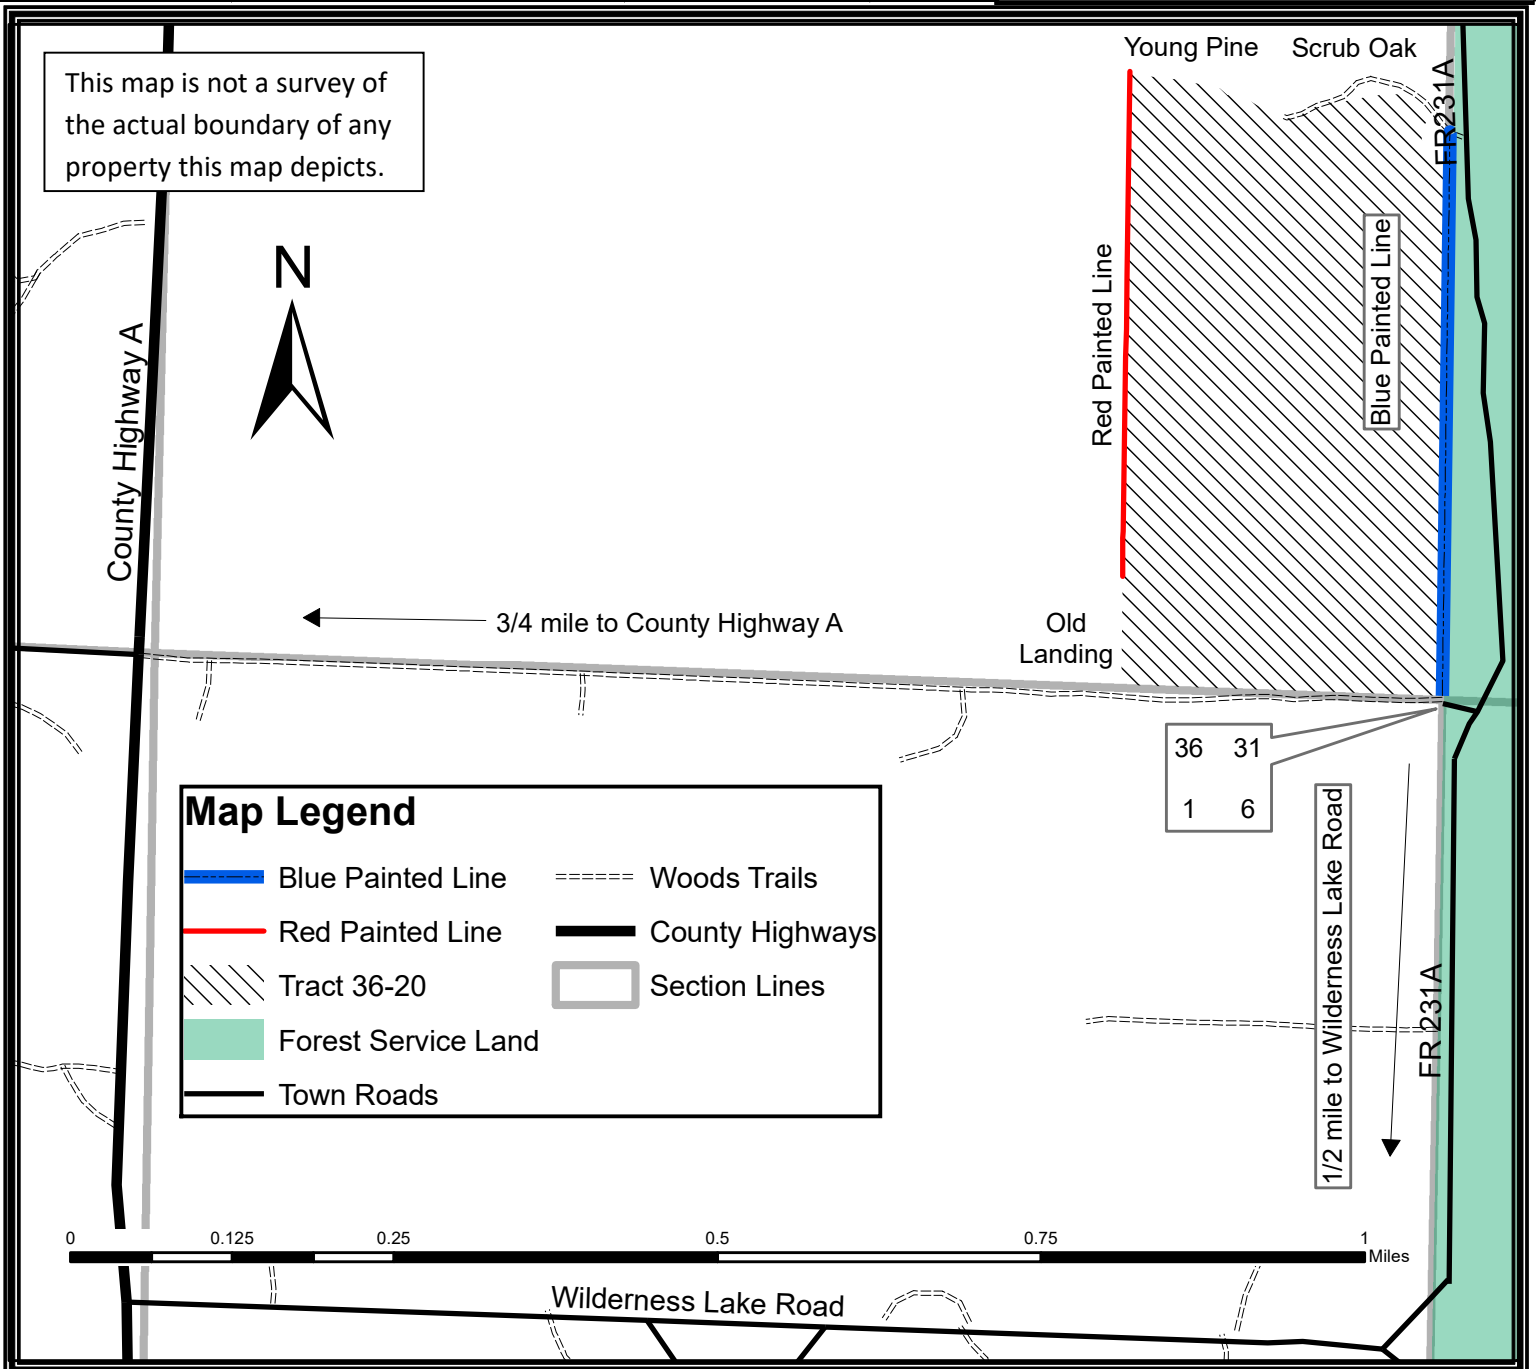 This map is not a survey of
the actual boundary of any
property this map depicts.
Young Pine
Scrub Oak
FR231A
N
County Highway A
Red Painted Line
Blue Painted Line
3/4 mile to County Highway A
Old
Landing
36 31
1 6
1/2 mile to Wilderness Lake Road
FR 231A
Map Legend
Blue Painted Line
Red Painted Line
Tract 36-20
Forest Service Land
Town Roads
Woods Trails
County Highways
Section Lines
0 0.125 0.25 0.5 0.75 1
Miles
Wilderness Lake Road